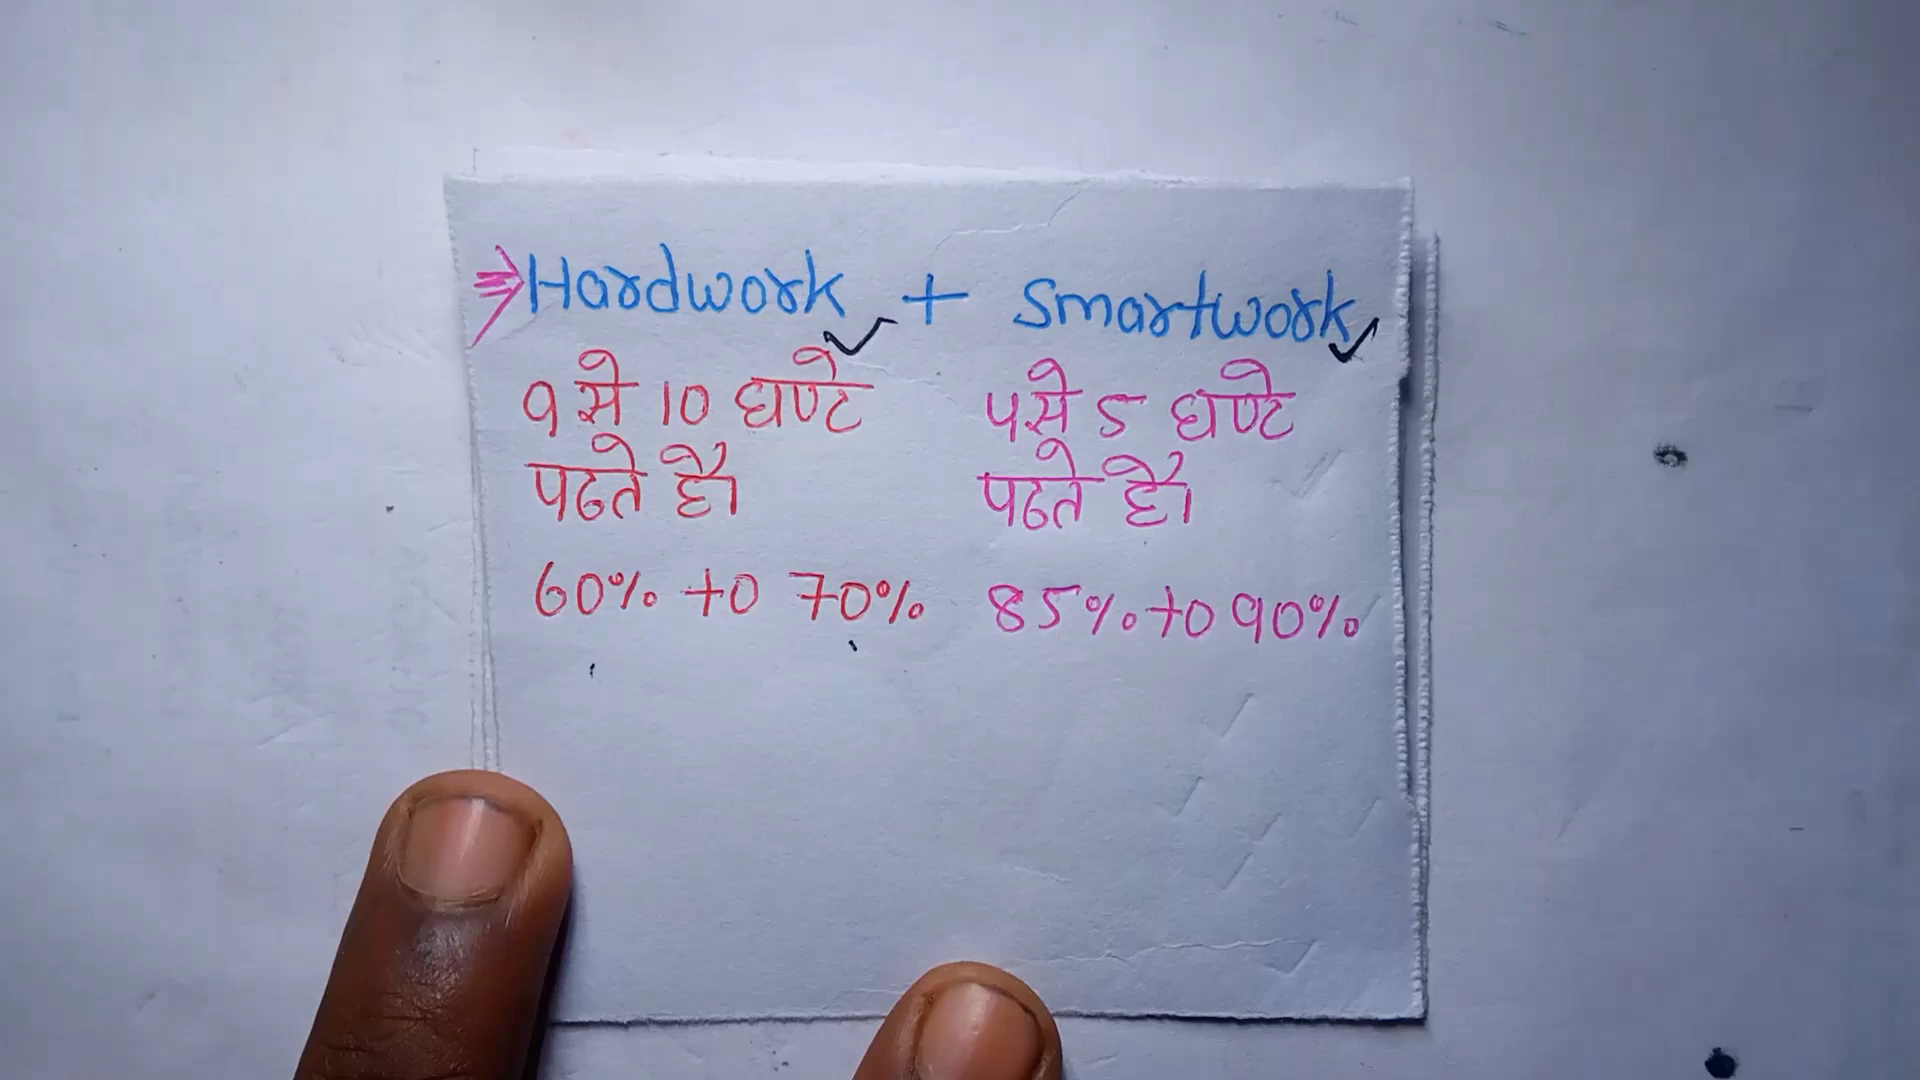 ⇒ Hardwork + Smartwork
9 से 10 घण्टे
पढते है।
60% to 70%
4 से 5 घण्टे
पढते है।
85% to 90%